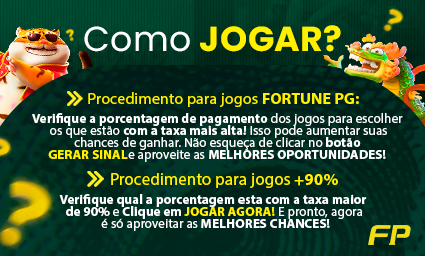 Como JOGAR?
Procedimento para jogos FORTUNE PG:
Verifique a porcentagem de pagamento dos jogos para escolher
os que estão com a taxa mais alta! Isso pode aumentar suas
chances de ganhar. Não esqueça de clicar no botão
GERAR SINAL e aproveite as MELHORES OPORTUNIDADES!
Procedimento para jogos +90%
Verifique qual a porcentagem esta com a taxa maior
de 90% e Clique em JOGAR AGORA! E pronto, agora
é só aproveitar as MELHORES CHANCES!
FP